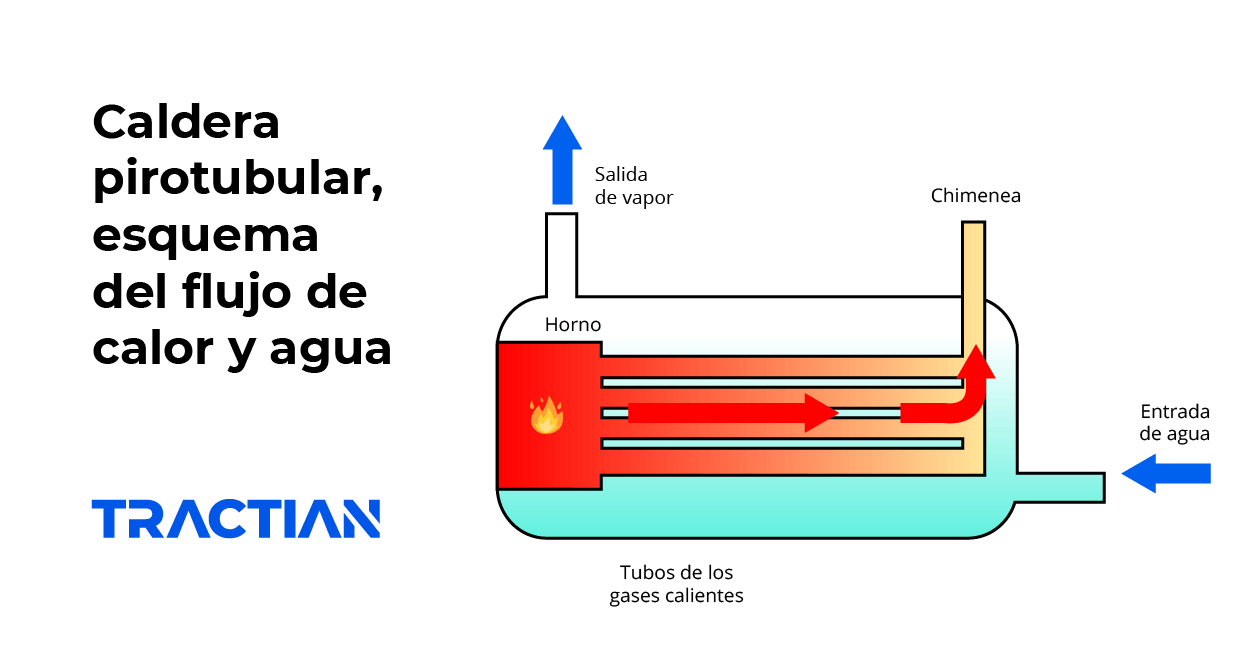 Caldera
pirotubular,
esquema
del flujo de
calor y agua
TRACTIAN
Salida
de vapor
Chimenea
Horno
Entrada
de agua
Tubos de los
gases calientes